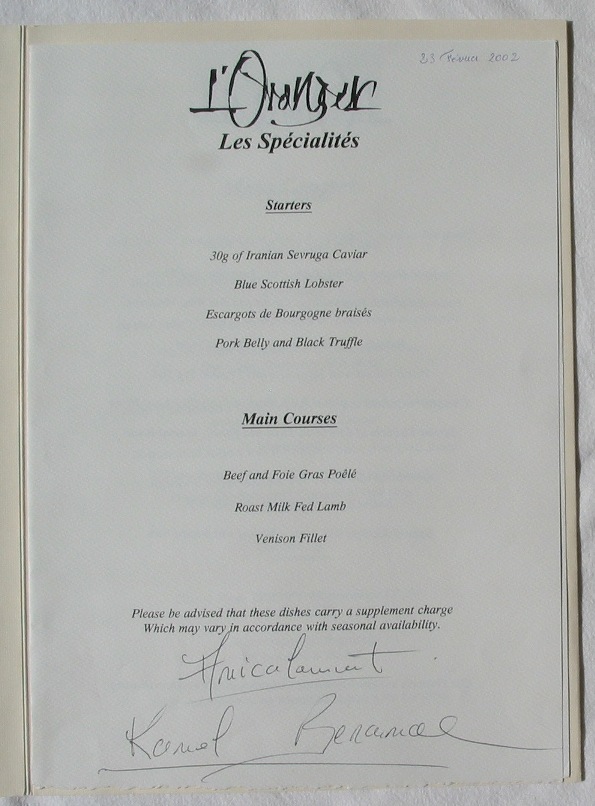 23 Février 2002
L'Oranger
Les Spécialités
Starters
30g of Iranian Sevruga Caviar
Blue Scottish Lobster
Escargots de Bourgogne braisés
Pork Belly and Black Truffle
Main Courses
Beef and Foie Gras Poêlé
Roast Milk Fed Lamb
Venison Fillet
Please be advised that these dishes carry a supplement charge
Which may vary in accordance with seasonal availability.
Kamel